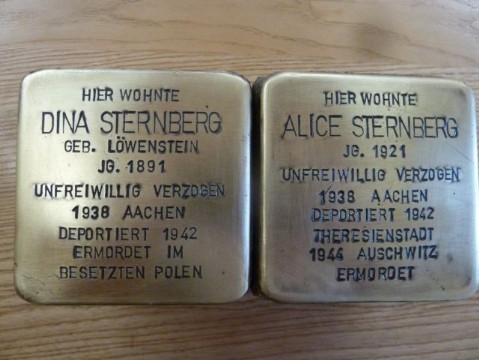 HIER WOHNTE
DINA STERNBERG
GEB. LÖWENSTEIN
JG. 1891
UNFREIWILLIG VERZOGEN
1938 AACHEN
DEPORTIERT 1942
ERMORDET IM
BESETZTEN POLEN
HIER WOHNTE
ALICE STERNBERG
JG. 1921
UNFREIWILLIG VERZOGEN
1938 AACHEN
DEPORTIERT 1942
THERESIENSTADT
1944 AUSCHWITZ
ERMORDET